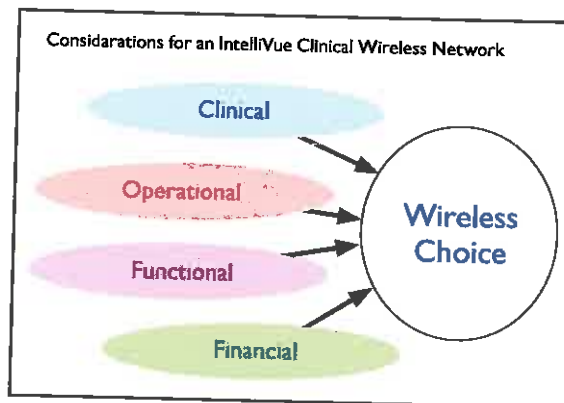 Considarations for an IntelliVue Clinical Wireless Network
Clinical
Operational
Functional
Financial
Wireless
Choice